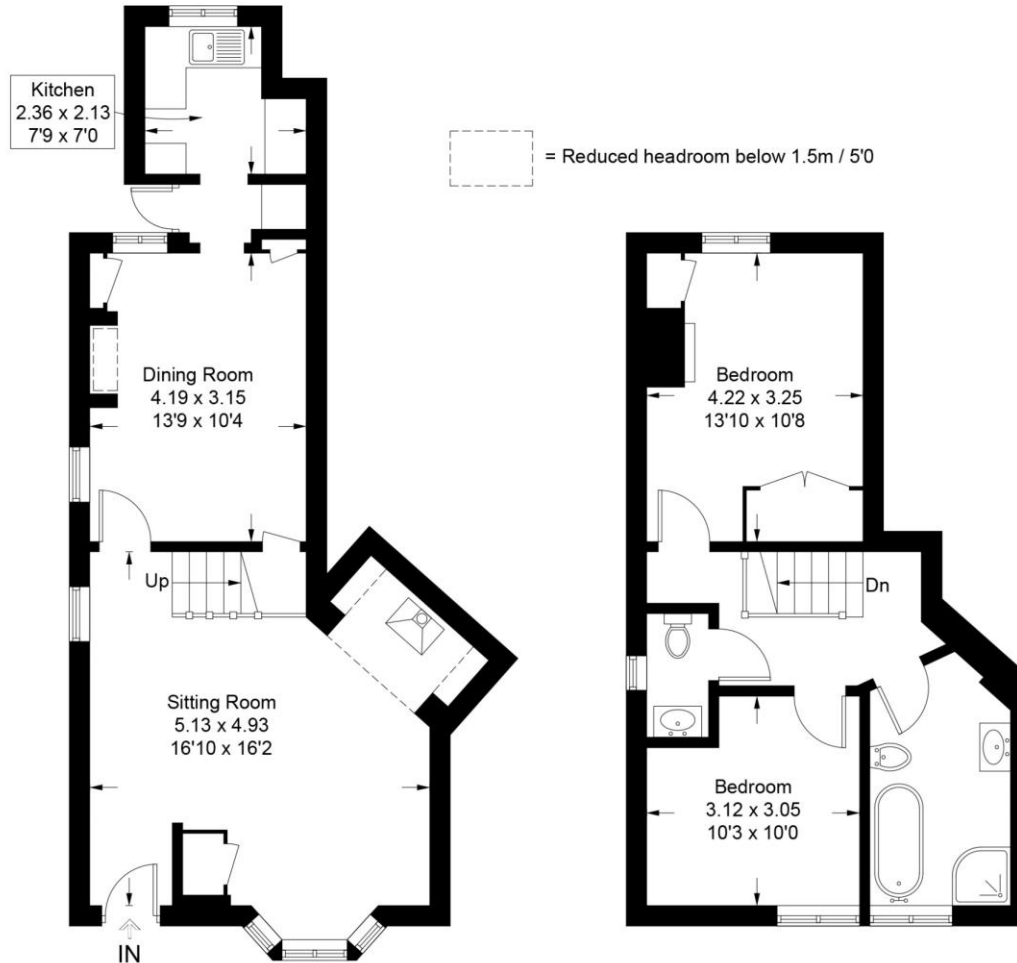 Kitchen
2.36 x 2.13
7'9 x 7'0
= Reduced headroom below 1.5m / 5'0
Dining Room
4.19 x 3.15
13'9 x 10'4
Up
Sitting Room
5.13 x 4.93
16'10 x 16'2
IN
Bedroom
4.22 x 3.25
13'10 x 10'8
Dn
Bedroom
3.12 x 3.05
10'3 x 10'0